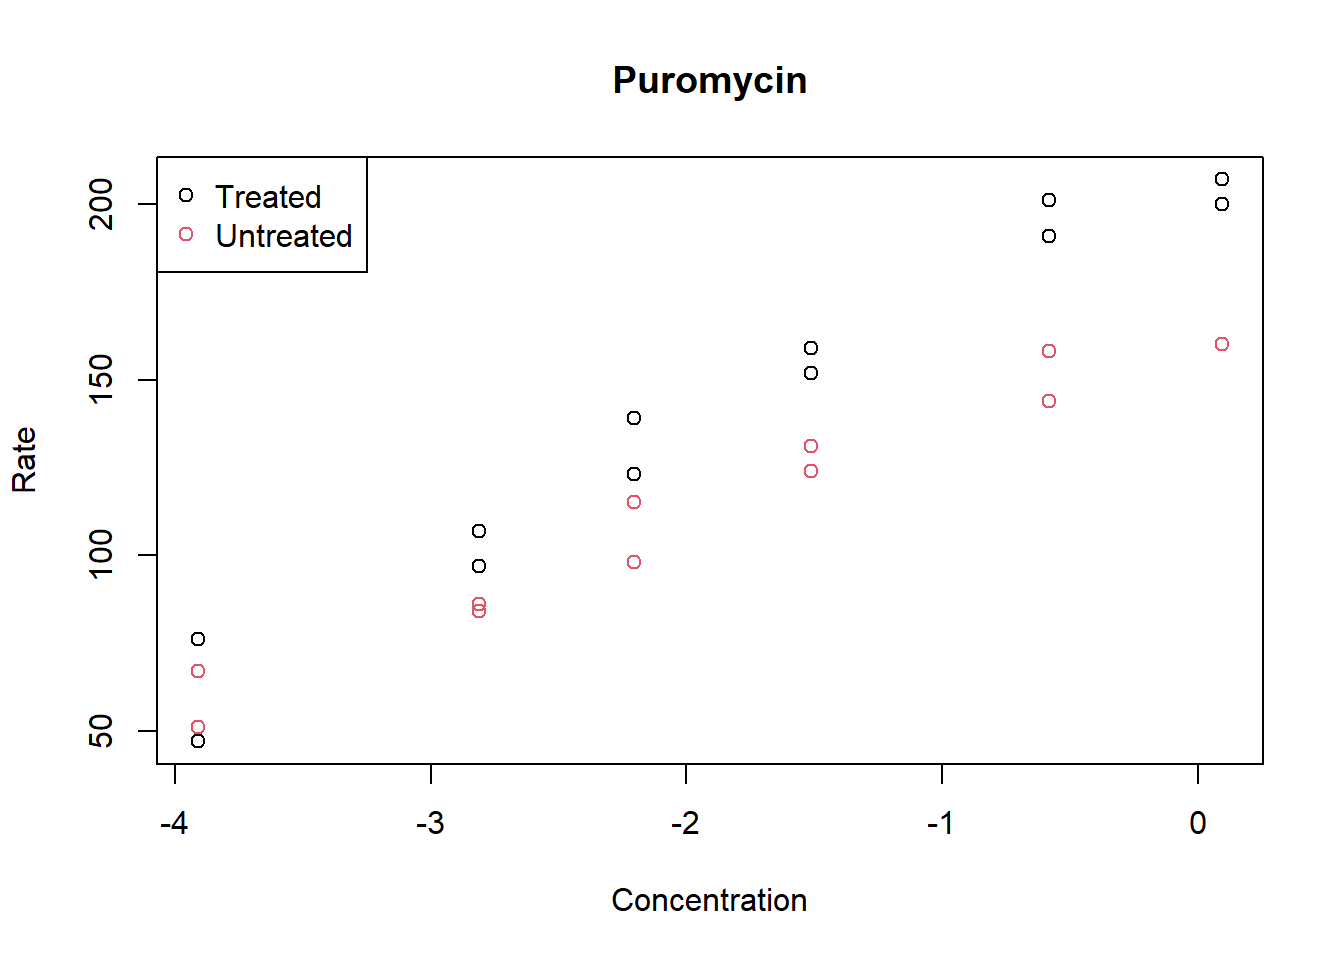 Puromycin
Treated
Untreated
200
150
100
50
Rate
-4 -3 -2 -1 0
Concentration